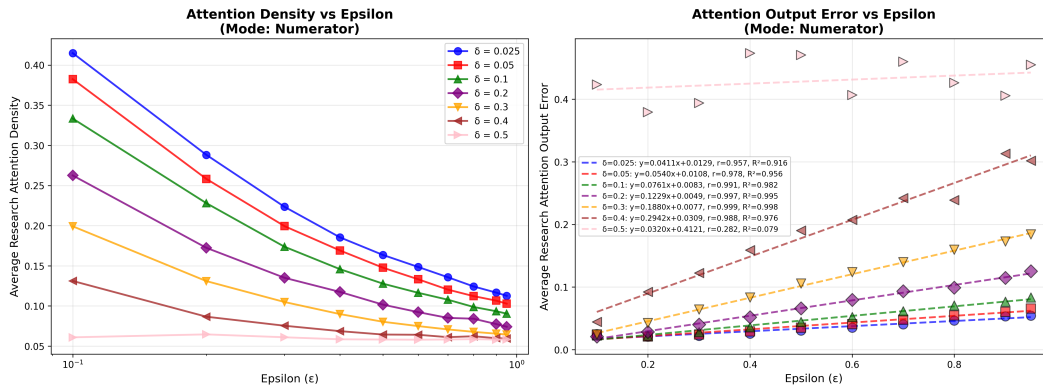 Attention Density vs Epsilon
(Mode: Numerator)
Average Research Attention Density
0.40
0.35
0.30
0.25
0.20
0.15
0.10
0.05
δ = 0.025
δ = 0.05
δ = 0.1
δ = 0.2
δ = 0.3
δ = 0.4
δ = 0.5
10⁻¹
10⁰
Epsilon (ε)
Attention Output Error vs Epsilon
(Mode: Numerator)
Average Research Attention Output Error
0.4
0.3
0.2
0.1
0.0
δ=0.025: y=0.0411x+0.0129, r=0.957, R²=0.916
δ=0.05: y=0.0540x+0.0108, r=0.978, R²=0.956
δ=0.1: y=0.0761x+0.0083, r=0.991, R²=0.982
δ=0.2: y=0.1229x+0.0049, r=0.997, R²=0.995
δ=0.3: y=0.1880x+0.0077, r=0.999, R²=0.998
δ=0.4: y=0.2942x+0.0309, r=0.988, R²=0.976
δ=0.5: y=0.0320x+0.4121, r=0.282, R²=0.079
0.2
0.4
0.6
0.8
Epsilon (ε)